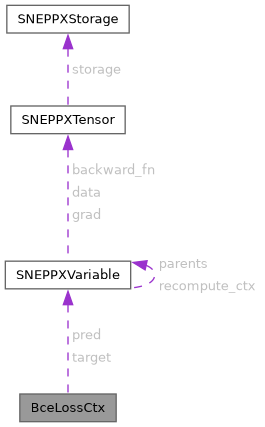 SNEPPXStorage
storage
SNEPPXTensor
backward_fn
data
grad
SNEPPXVariable
parents
recompute_ctx
pred
target
BceLossCtx